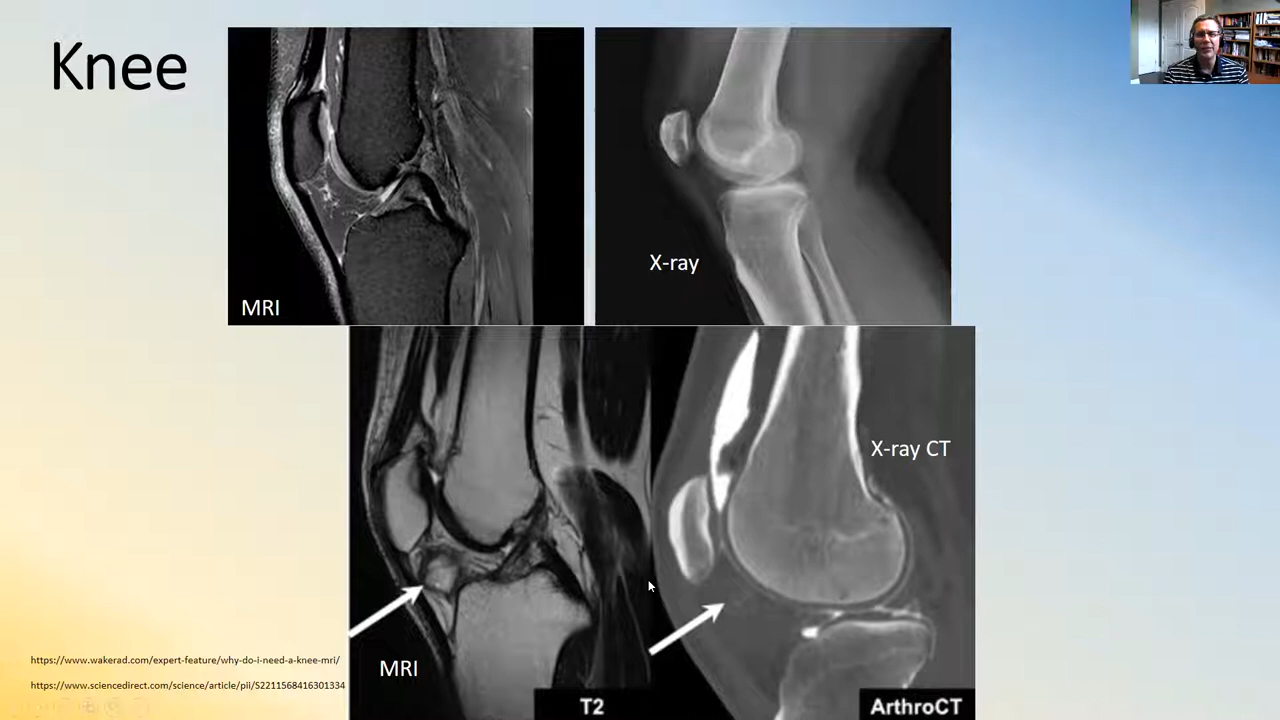 Knee
MRI
X-ray
X-ray CT
MRI
T2
ArthroCT
https://www.wakerad.com/expert-feature/why-do-i-need-a-knee-mri/
https://www.sciencedirect.com/science/article/pii/S2211568416301334